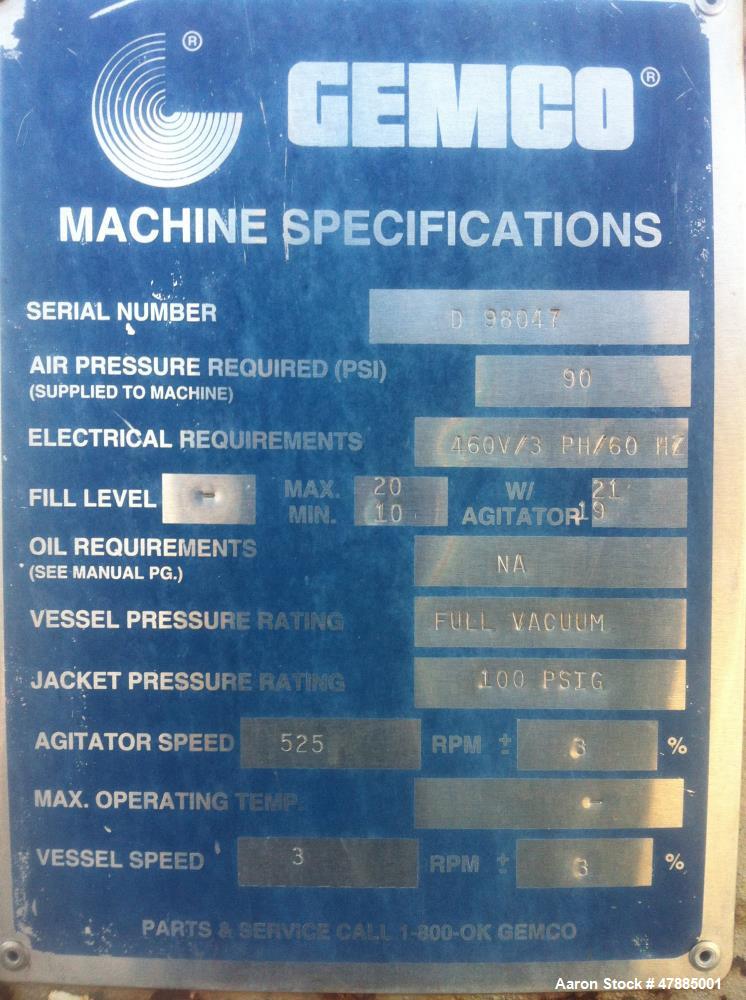 ® GEMCO®
MACHINE SPECIFICATIONS
SERIAL NUMBER D 98047
AIR PRESSURE REQUIRED (PSI) 90
(SUPPLIED TO MACHINE)
ELECTRICAL REQUIREMENTS 460V/3 PH/60 HZ
FILL LEVEL - MAX. 20 W/ 21
MIN. 10 AGITATOR 19
OIL REQUIREMENTS NA
(SEE MANUAL PG.)
VESSEL PRESSURE RATING FULL VACUUM
JACKET PRESSURE RATING 100 PSIG
AGITATOR SPEED 525 RPM ± 3 %
MAX. OPERATING TEMP. -
VESSEL SPEED 3 RPM ± 3 %
PARTS & SERVICE CALL 1-800-OK GEMCO
Aaron Stock # 47885001